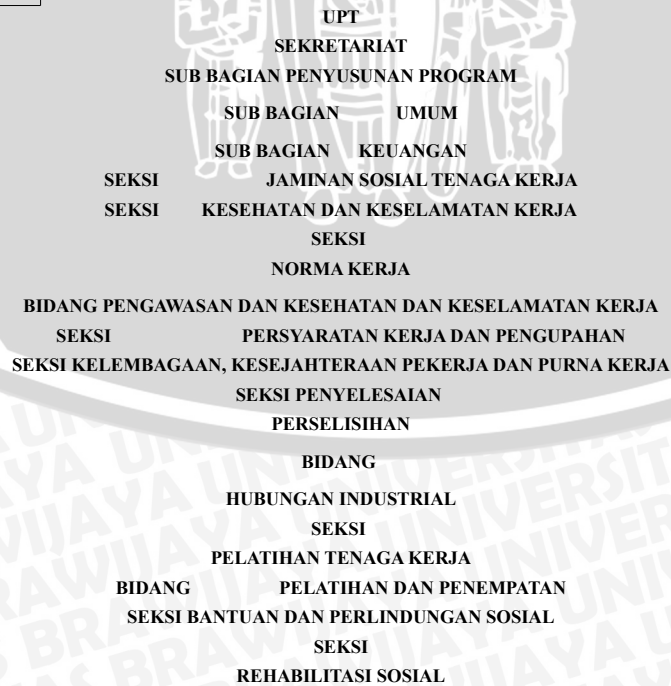 UPT
SEKRETARIAT
SUB BAGIAN PENYUSUNAN PROGRAM
SUB BAGIAN UMUM
SUB BAGIAN KEUANGAN
SEKSI JAMINAN SOSIAL TENAGA KERJA
SEKSI KESEHATAN DAN KESELAMATAN KERJA
SEKSI
NORMA KERJA
BIDANG PENGAWASAN DAN KESEHATAN DAN KESELAMATAN KERJA
SEKSI PERSYARATAN KERJA DAN PENGUPAHAN
SEKSI KELEMBAGAAN, KESEJAHTERAAN PEKERJA DAN PURNA KERJA
SEKSI PENYELESAIAN
PERSELISIHAN
BIDANG
HUBUNGAN INDUSTRIAL
SEKSI
PELATIHAN TENAGA KERJA
BIDANG PELATIHAN DAN PENEMPATAN
SEKSI BANTUAN DAN PERLINDUNGAN SOSIAL
SEKSI
REHABILITASI SOSIAL